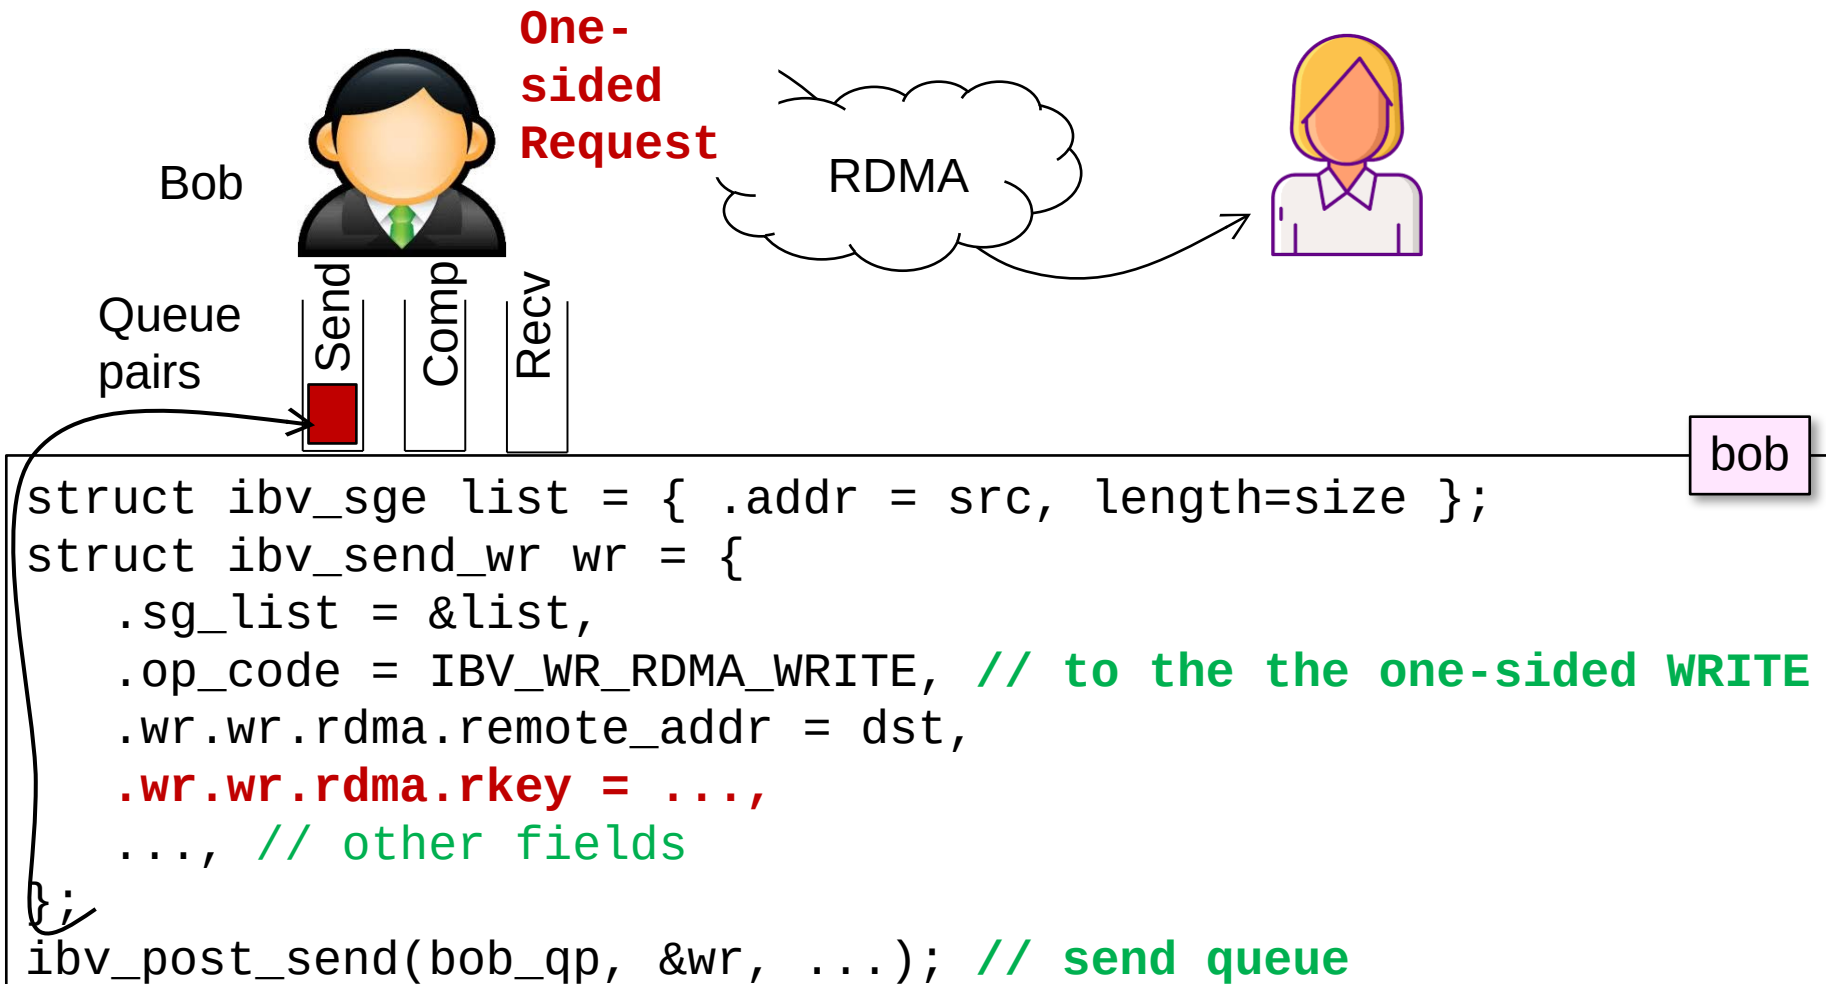 One-
sided
Request
Bob
RDMA
Send
Comp
Recv
Queue
pairs
bob
struct ibv_sge list = { .addr = src, length=size };
struct ibv_send_wr wr = {
.sg_list = &list,
.op_code = IBV_WR_RDMA_WRITE, // to the the one-sided WRITE
.wr.wr.rdma.remote_addr = dst,
.wr.wr.rdma.rkey = ...,
..., // other fields
};
ibv_post_send(bob_qp, &wr, ...); // send queue